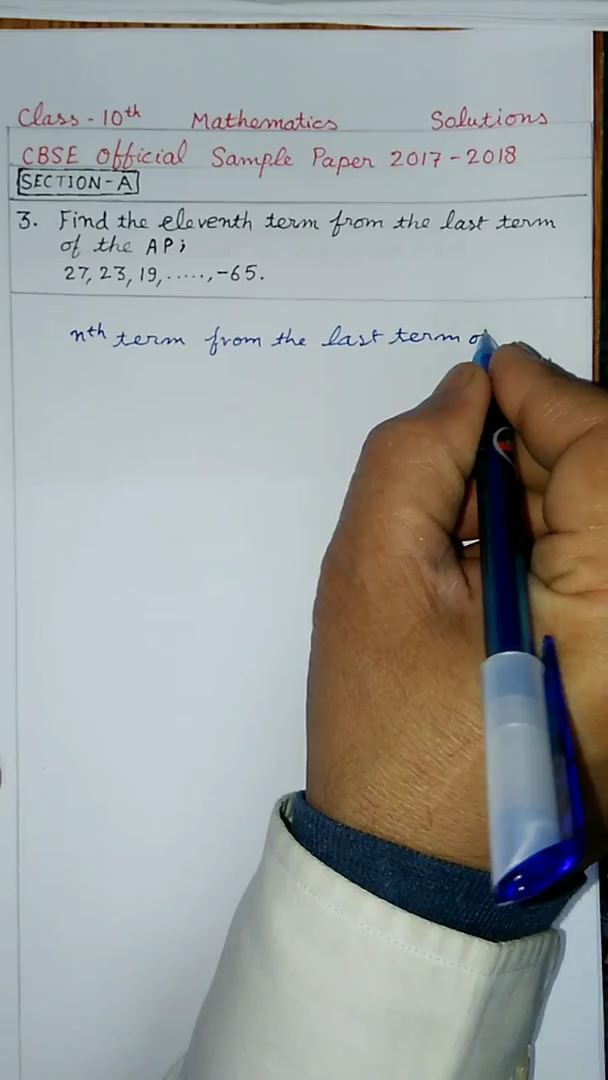 Class - 10th Mathematics Solutions
CBSE Official Sample Paper 2017-2018
SECTION-A
3. Find the eleventh term from the last term
of the AP;
27, 23, 19, ....., -65.
nth term from the last term